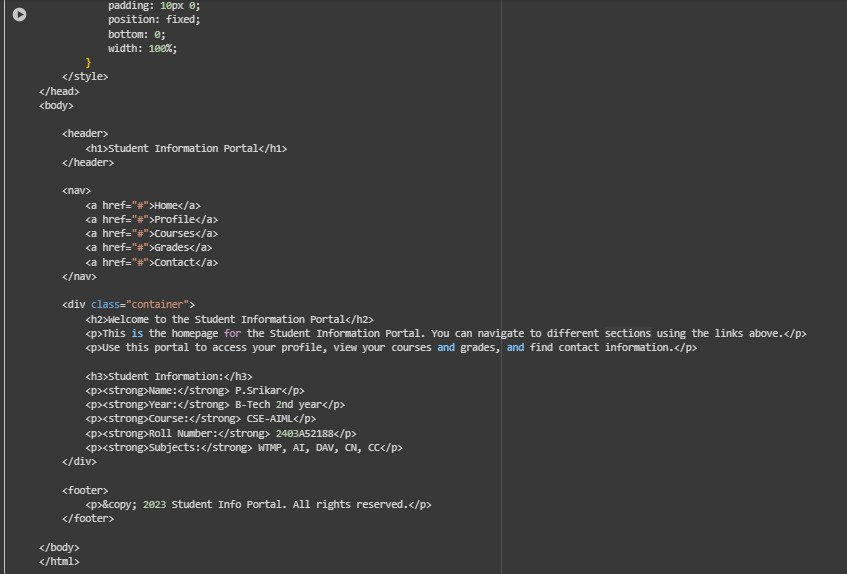 padding: 10px 0;
position: fixed;
bottom: 0;
width: 100%;
}
</style>
</head>
<body>
<header>
<h1>Student Information Portal</h1>
</header>
<nav>
<a href="#">Home</a>
<a href="#">Profile</a>
<a href="#">Courses</a>
<a href="#">Grades</a>
<a href="#">Contact</a>
</nav>
<div class="container">
<h2>Welcome to the Student Information Portal</h2>
<p>This is the homepage for the Student Information Portal. You can navigate to different sections using the links above.</p>
<p>Use this portal to access your profile, view your courses and grades, and find contact information.</p>
<h3>Student Information:</h3>
<p><strong>Name:</strong> P.Srikar</p>
<p><strong>Year:</strong> B-Tech 2nd year</p>
<p><strong>Course:</strong> CSE-AIML</p>
<p><strong>Roll Number:</strong> 2403A52188</p>
<p><strong>Subjects:</strong> WTMP, AI, DAV, CN, CC</p>
</div>
<footer>
<p>&copy; 2023 Student Info Portal. All rights reserved.</p>
</footer>
</body>
</html>